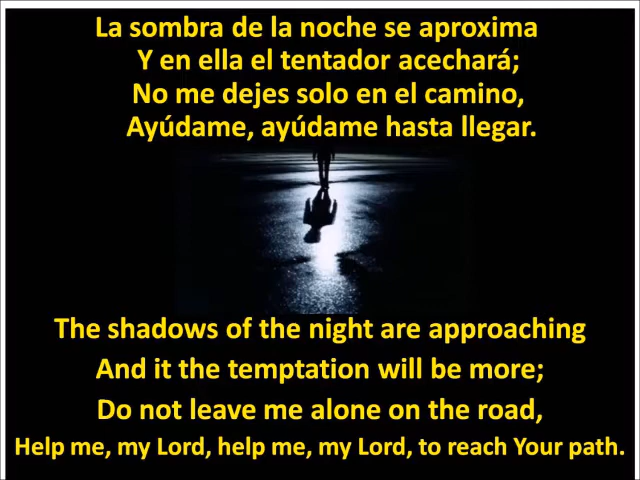 La sombra de la noche se aproxima
Y en ella el tentador acechará;
No me dejes solo en el camino,
Ayúdame, ayúdame hasta llegar.
The shadows of the night are approaching
And it the temptation will be more;
Do not leave me alone on the road,
Help me, my Lord, help me, my Lord, to reach Your path.